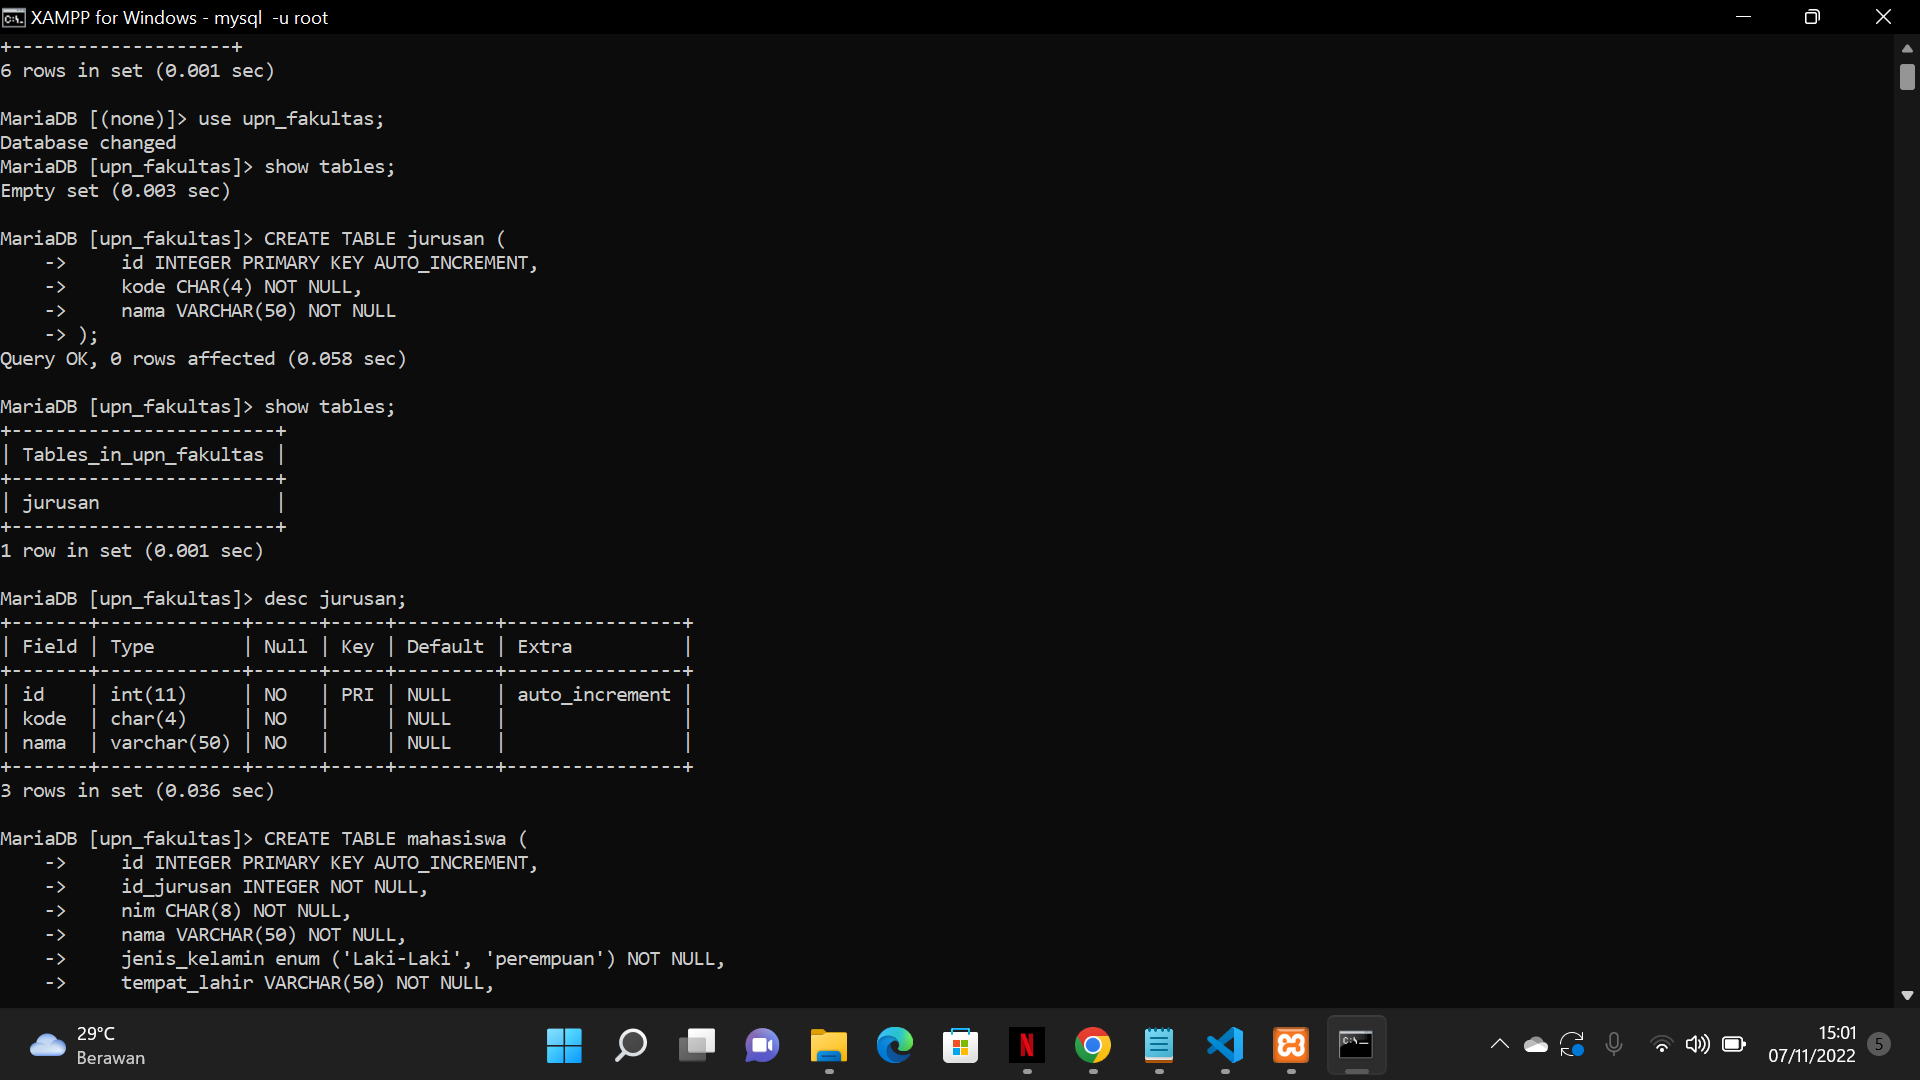 XAMPP for Windows - mysql  -u root
+--------------------+
6 rows in set (0.001 sec)
MariaDB [(none)]> use upn_fakultas;
Database changed
MariaDB [upn_fakultas]> show tables;
Empty set (0.003 sec)
MariaDB [upn_fakultas]> CREATE TABLE jurusan (
    ->     id INTEGER PRIMARY KEY AUTO_INCREMENT,
    ->     kode CHAR(4) NOT NULL,
    ->     nama VARCHAR(50) NOT NULL
    -> );
Query OK, 0 rows affected (0.058 sec)
MariaDB [upn_fakultas]> show tables;
+------------------------+
| Tables_in_upn_fakultas |
+------------------------+
| jurusan                |
+------------------------+
1 row in set (0.001 sec)
MariaDB [upn_fakultas]> desc jurusan;
+-------+-------------+------+-----+---------+----------------+
| Field | Type        | Null | Key | Default | Extra          |
+-------+-------------+------+-----+---------+----------------+
| id    | int(11)     | NO   | PRI | NULL    | auto_increment |
| kode  | char(4)     | NO   |     | NULL    |                |
| nama  | varchar(50) | NO   |     | NULL    |                |
+-------+-------------+------+-----+---------+----------------+
3 rows in set (0.036 sec)
MariaDB [upn_fakultas]> CREATE TABLE mahasiswa (
    ->     id INTEGER PRIMARY KEY AUTO_INCREMENT,
    ->     id_jurusan INTEGER NOT NULL,
    ->     nim CHAR(8) NOT NULL,
    ->     nama VARCHAR(50) NOT NULL,
    ->     jenis_kelamin enum ('Laki-Laki', 'perempuan') NOT NULL,
    ->     tempat_lahir VARCHAR(50) NOT NULL,
29°C
Berawan
N
15:01
07/11/2022
5